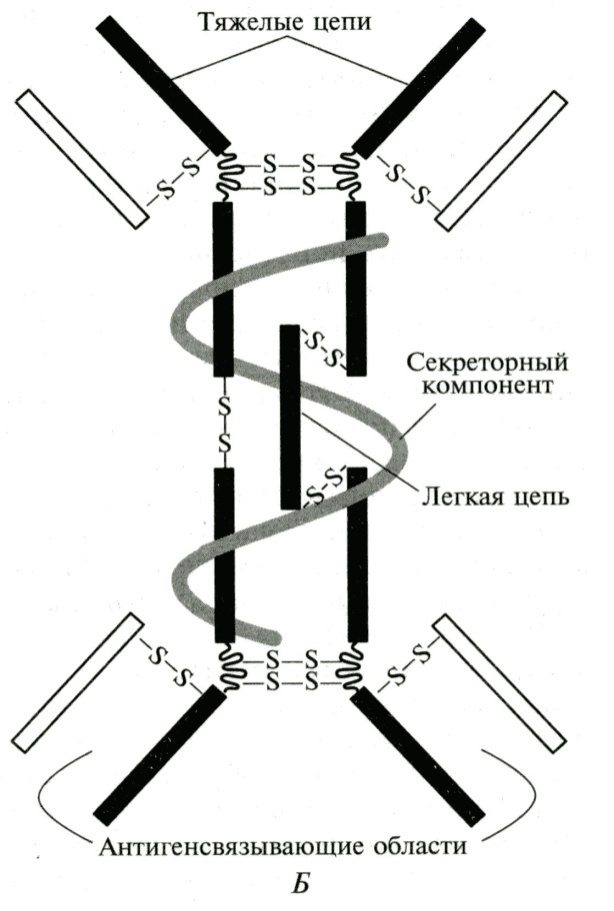 Тяжелые цепи
S—S
S—S
S—S
S—S
S—S
S
S
Секреторный
компонент
S
S
S—S
Легкая цепь
S—S
S—S
S—S
S—S
Антигенсвязывающие области
Б